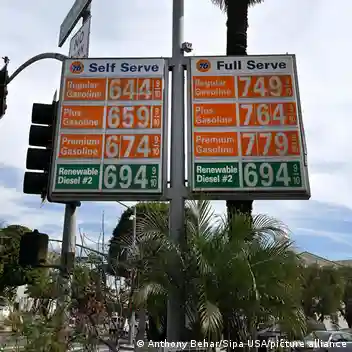 76 Self Serve
Regular
Gasoline 644 9/10
Plus
Gasoline 659 9/10
Premium
Gasoline 674 9/10
Renewable
Diesel #2 694 9/10
76 Full Serve
Regular
Gasoline 749 9/10
Plus
Gasoline 764 9/10
Premium
Gasoline 774 9/10
Renewable
Diesel #2 694 9/10
© Anthony Behar/Sipa USA/picture alliance